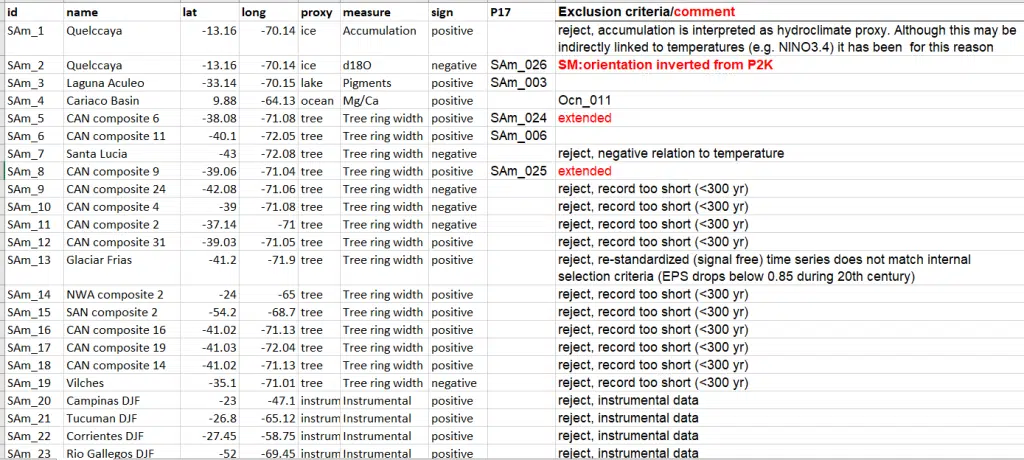 id name lat long proxy measure sign P17 Exclusion criteria/comment
SAm_1 Quelccaya -13.16 -70.14 ice Accumulation positive reject, accumulation is interpreted as hydroclimate proxy. Although this may be
indirectly linked to temperatures (e.g. NINO3.4) it has been  for this reason
SAm_2 Quelccaya -13.16 -70.14 ice d18O negative SAm_026 SM:orientation inverted from P2K
SAm_3 Laguna Aculeo -33.14 -70.15 lake Pigments positive SAm_003
SAm_4 Cariaco Basin 9.88 -64.13 ocean Mg/Ca positive Ocn_011
SAm_5 CAN composite 6 -38.08 -71.08 tree Tree ring width positive SAm_024 extended
SAm_6 CAN composite 11 -40.1 -72.05 tree Tree ring width positive SAm_006
SAm_7 Santa Lucia -43 -72.08 tree Tree ring width negative reject, negative relation to temperature
SAm_8 CAN composite 9 -39.06 -71.04 tree Tree ring width positive SAm_025 extended
SAm_9 CAN composite 24 -42.08 -71.06 tree Tree ring width negative reject, record too short (<300 yr)
SAm_10 CAN composite 4 -39 -71.08 tree Tree ring width negative reject, record too short (<300 yr)
SAm_11 CAN composite 2 -37.14 -71 tree Tree ring width negative reject, record too short (<300 yr)
SAm_12 CAN composite 31 -39.03 -71.05 tree Tree ring width positive reject, record too short (<300 yr)
SAm_13 Glaciar Frias -41.2 -71.9 tree Tree ring width positive reject, re-standardized (signal free) time series does not match internal
selection criteria (EPS drops below 0.85 during 20th century)
SAm_14 NWA composite 2 -24 -65 tree Tree ring width positive reject, record too short (<300 yr)
SAm_15 SAN composite 2 -54.2 -68.7 tree Tree ring width positive reject, record too short (<300 yr)
SAm_16 CAN composite 16 -41.02 -71.13 tree Tree ring width positive reject, record too short (<300 yr)
SAm_17 CAN composite 19 -41.03 -72.04 tree Tree ring width positive reject, record too short (<300 yr)
SAm_18 CAN composite 14 -41.02 -71.13 tree Tree ring width positive reject, record too short (<300 yr)
SAm_19 Vilches -35.1 -71.01 tree Tree ring width negative reject, record too short (<300 yr)
SAm_20 Campinas DJF -23 -47.1 instrum Instrumental positive reject, instrumental data
SAm_21 Tucuman DJF -26.8 -65.12 instrum Instrumental positive reject, instrumental data
SAm_22 Corrientes DJF -27.45 -58.75 instrum Instrumental positive reject, instrumental data
SAm_23 Rio Gallegos DJF -52 -69.45 instrum Instrumental positive reject, instrumental data